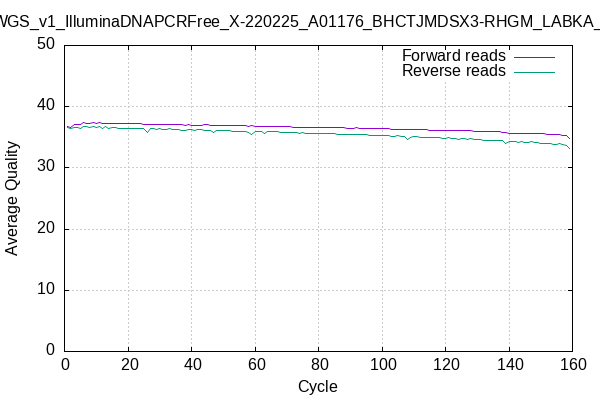 WGS_v1_IlluminaDNAPCRFree_X-220225_A01176_BHCTJMDSX3-RHGM_LABKA_
Forward reads
Reverse reads
50
40
30
20
10
0
Average Quality
0 20 40 60 80 100 120 140 160
Cycle